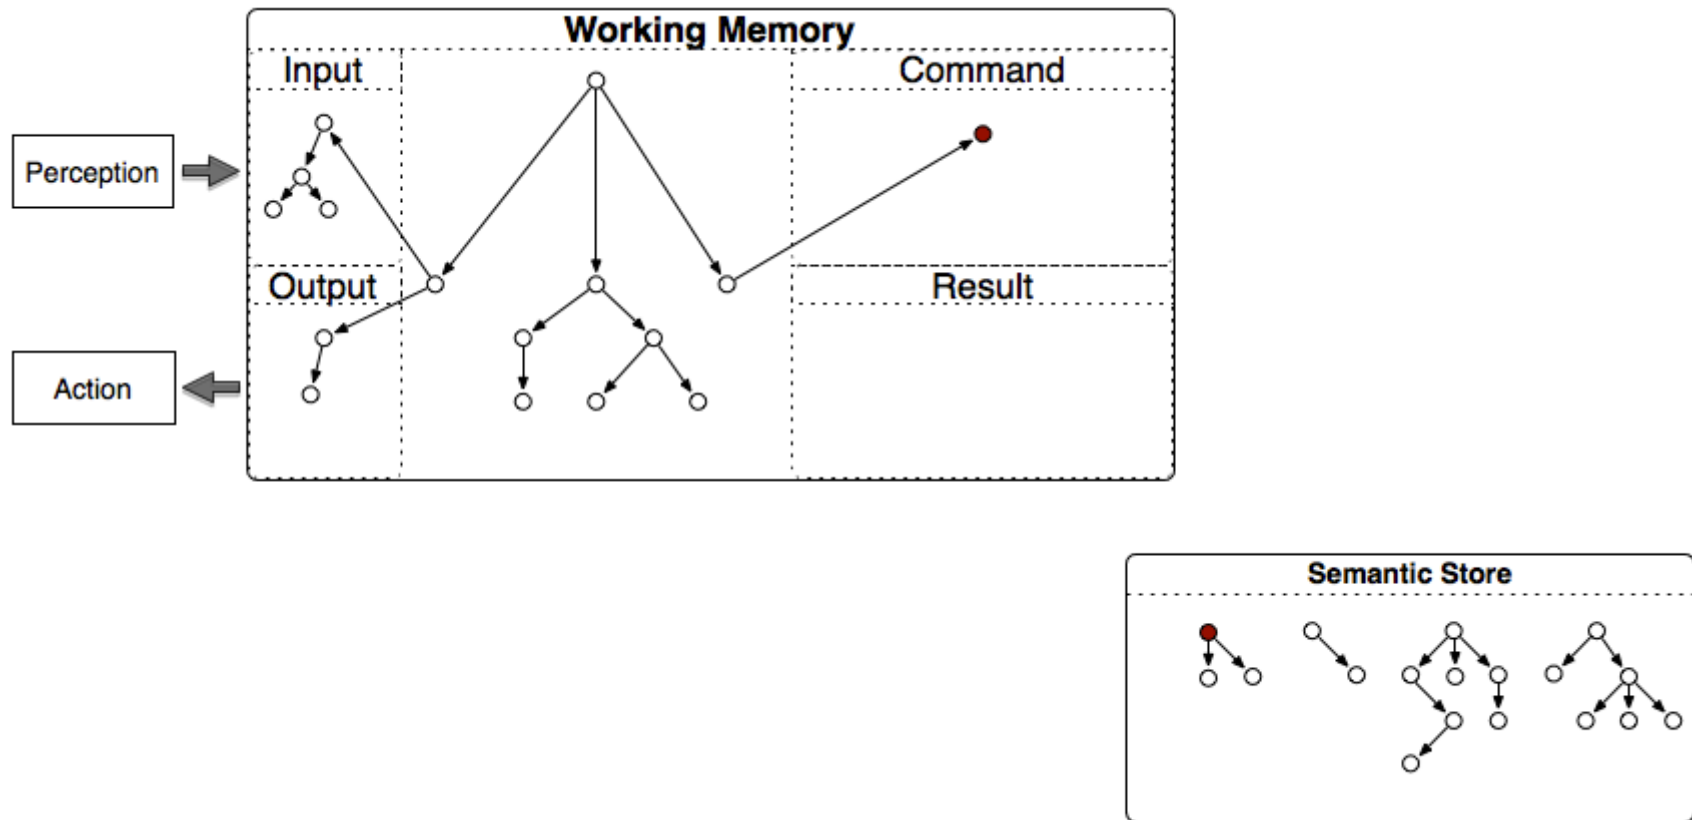 Working Memory
Input
Command
Perception
Output
Result
Action
Semantic Store